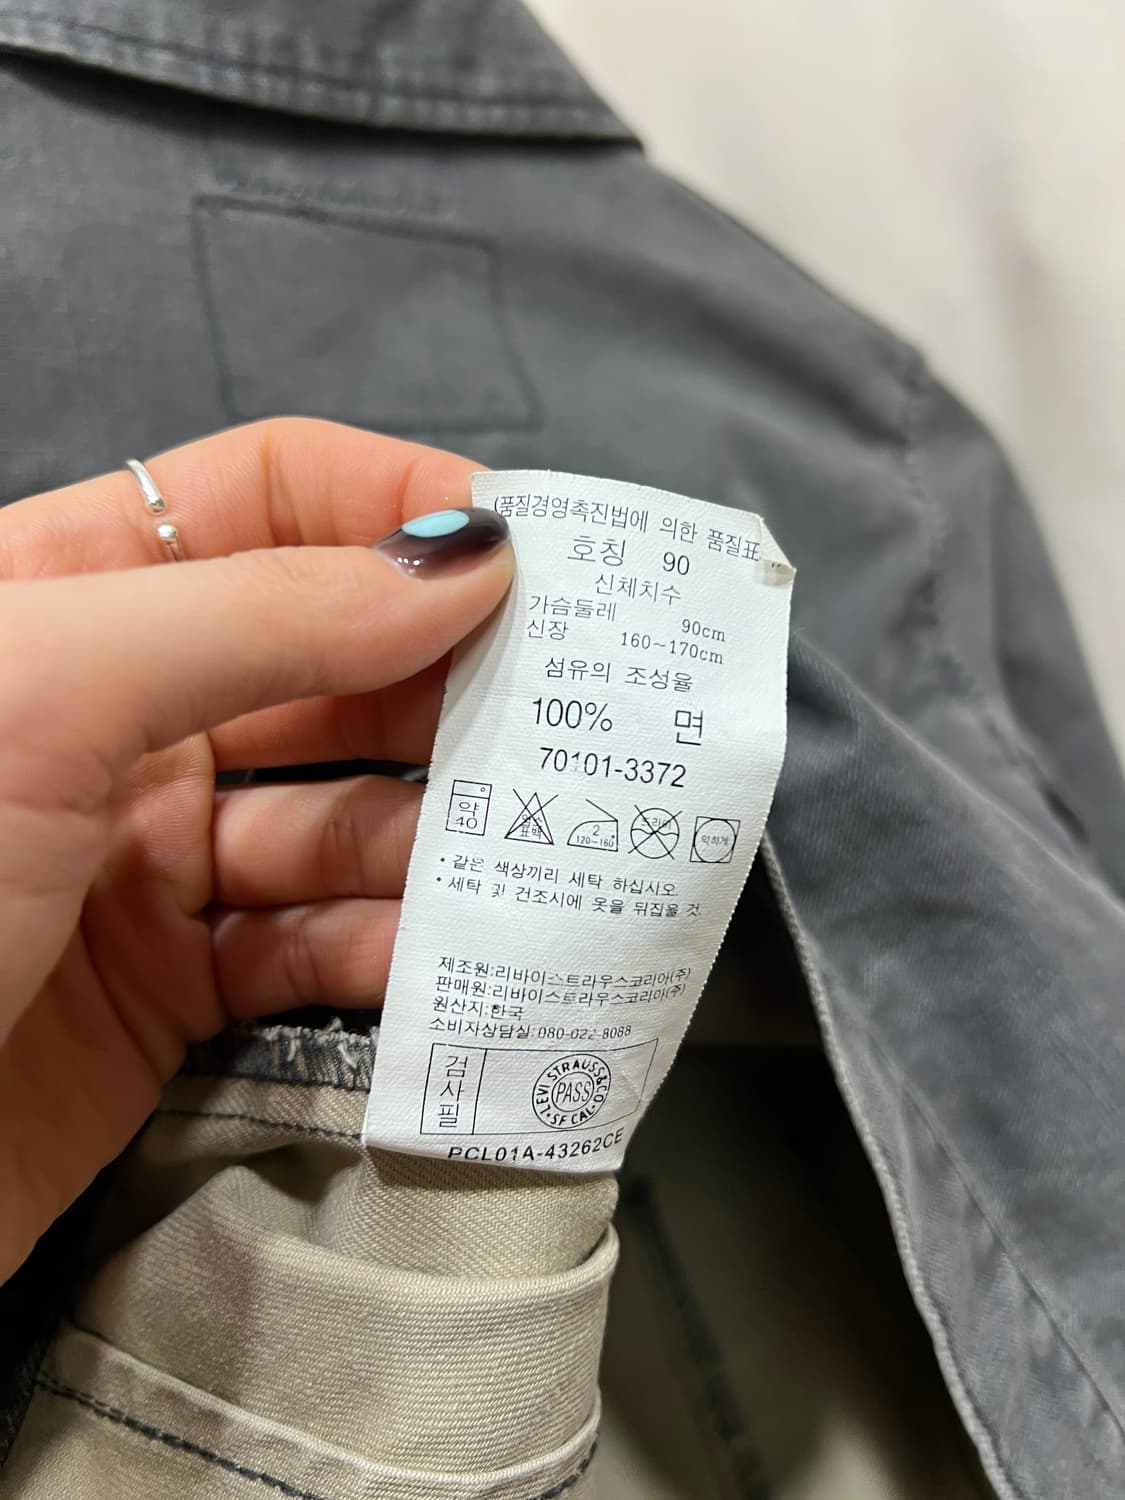 (품질경영촉진법에 의한 품질표
호칭 90
신체치수
가슴둘레 90cm
신장 160~170cm
섬유의 조성율
100% 면
70101-3372
약
40
염소
표백
2
120~160°
드라이
약하게
• 같은 색상끼리 세탁 하십시오
• 세탁 및 건조시에 옷을 뒤집을 것.
제조원:리바이스트라우스코리아(주)
판매원:리바이스트라우스코리아(주)
원산지:한국
소비자상담실:080-022-8088
검사필
LEVI STRAUSS & CO
PASS
• SF CAL •
PCL01A-43262CE